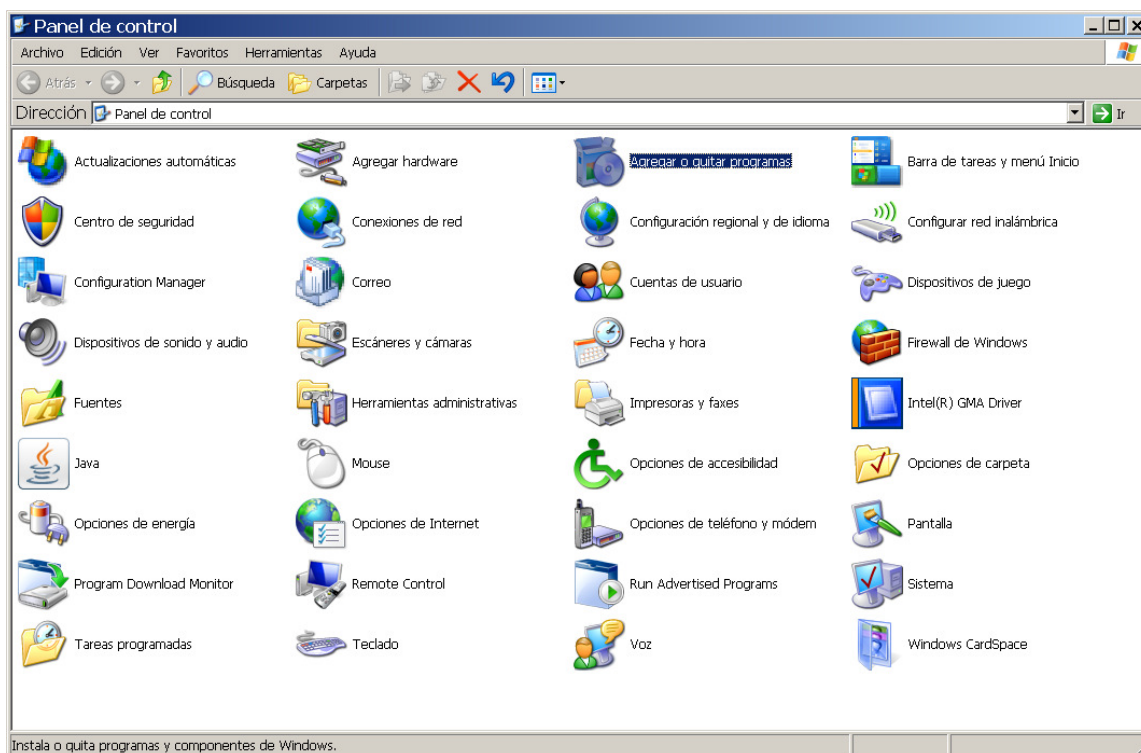 Panel de control
Archivo Edición Ver Favoritos Herramientas Ayuda
Atrás Búsqueda Carpetas
Dirección Panel de control Ir
Actualizaciones automáticas Agregar hardware Agregar o quitar programas Barra de tareas y menú Inicio
Centro de seguridad Conexiones de red Configuración regional y de idioma Configurar red inalámbrica
Configuration Manager Correo Cuentas de usuario Dispositivos de juego
Dispositivos de sonido y audio Escáneres y cámaras Fecha y hora Firewall de Windows
Fuentes Herramientas administrativas Impresoras y faxes Intel(R) GMA Driver
Java Mouse Opciones de accesibilidad Opciones de carpeta
Opciones de energía Opciones de Internet Opciones de teléfono y módem Pantalla
Program Download Monitor Remote Control Run Advertised Programs Sistema
Tareas programadas Teclado Voz Windows CardSpace
Instala o quita programas y componentes de Windows.